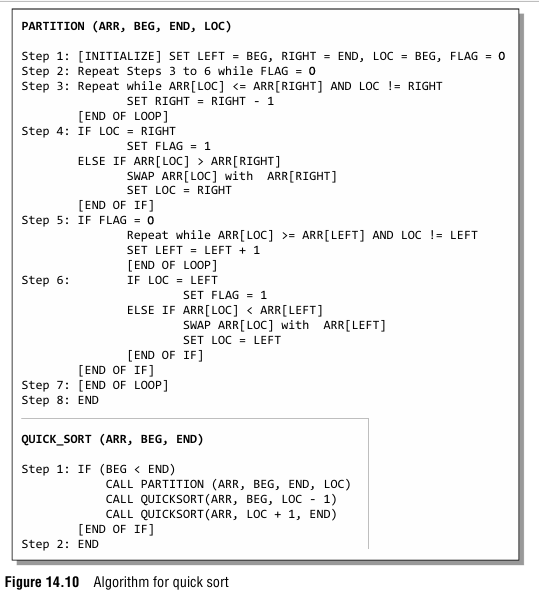 PARTITION (ARR, BEG, END, LOC)
Step 1: [INITIALIZE] SET LEFT = BEG, RIGHT = END, LOC = BEG, FLAG = 0
Step 2: Repeat Steps 3 to 6 while FLAG = 0
Step 3: Repeat while ARR[LOC] <= ARR[RIGHT] AND LOC != RIGHT
SET RIGHT = RIGHT - 1
[END OF LOOP]
Step 4: IF LOC = RIGHT
SET FLAG = 1
ELSE IF ARR[LOC] > ARR[RIGHT]
SWAP ARR[LOC] with ARR[RIGHT]
SET LOC = RIGHT
[END OF IF]
Step 5: IF FLAG = 0
Repeat while ARR[LOC] >= ARR[LEFT] AND LOC != LEFT
SET LEFT = LEFT + 1
[END OF LOOP]
Step 6: IF LOC = LEFT
SET FLAG = 1
ELSE IF ARR[LOC] < ARR[LEFT]
SWAP ARR[LOC] with ARR[LEFT]
SET LOC = LEFT
[END OF IF]
[END OF IF]
Step 7: [END OF LOOP]
Step 8: END
QUICK_SORT (ARR, BEG, END)
Step 1: IF (BEG < END)
CALL PARTITION (ARR, BEG, END, LOC)
CALL QUICKSORT(ARR, BEG, LOC - 1)
CALL QUICKSORT(ARR, LOC + 1, END)
[END OF IF]
Step 2: END
Figure 14.10 Algorithm for quick sort